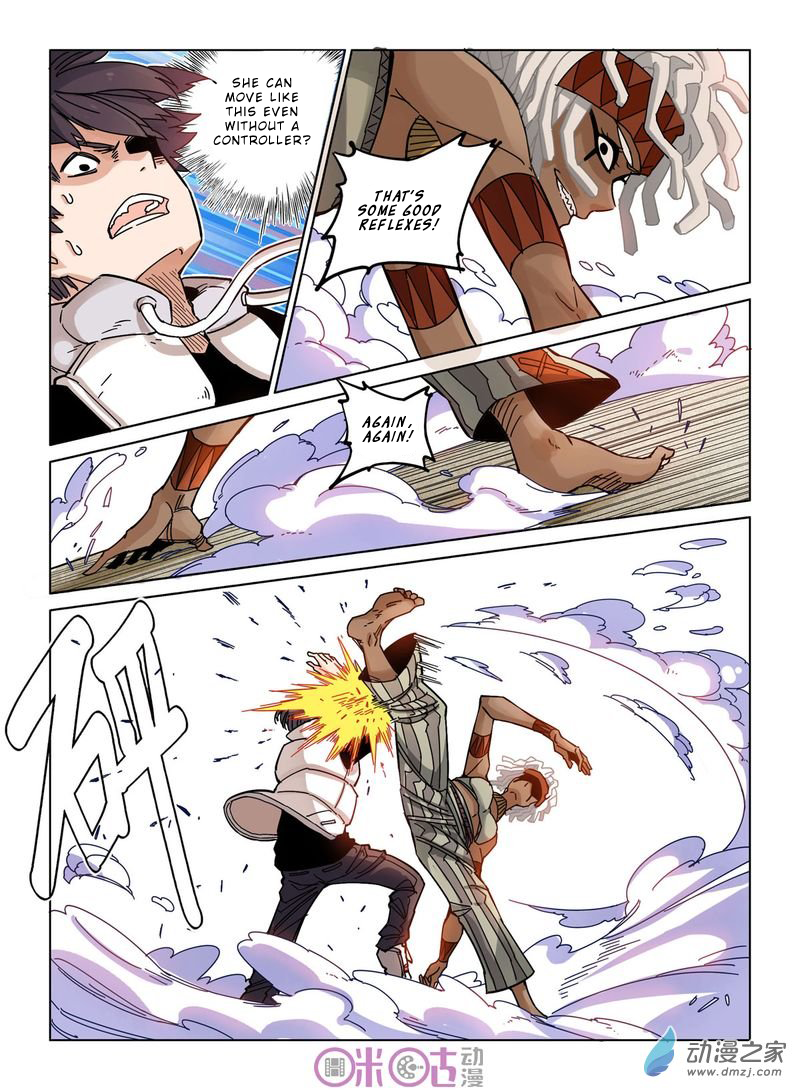 SHE CAN
MOVE LIKE
THIS EVEN
WITHOUT A
CONTROLLER?
THAT'S
SOME GOOD
REFLEXES!
AGAIN,
AGAIN!
砰
咪咕动漫
动漫之家
www.dmzj.com